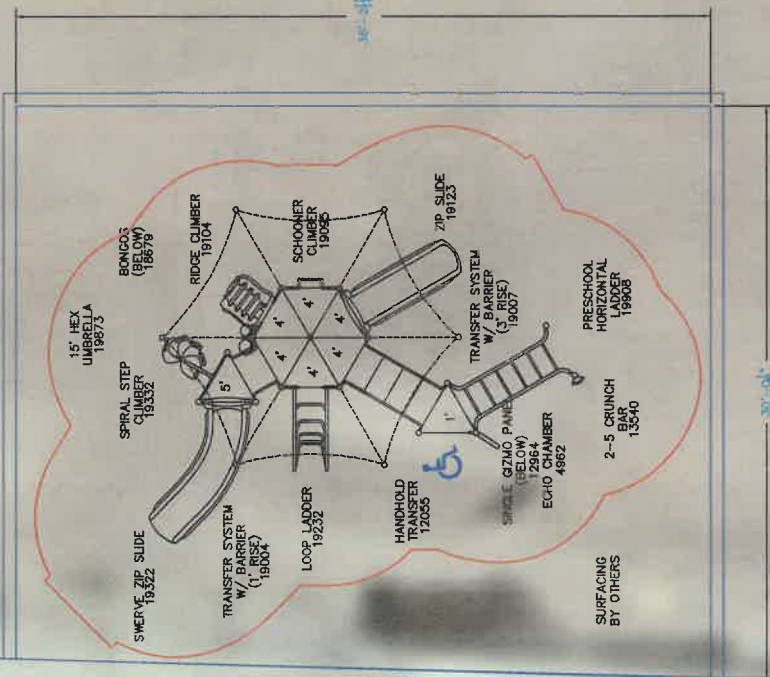 15' HEX
UMBRELLA
19873
BONGOS
(BELOW)
18679
RIDGE CLIMBER
19104
SCHOONER
CLIMBER
19095
ZIP SLIDE
19123
SPIRAL STEP
CLIMBER
19332
5'
4'
4'
4'
4'
4'
4'
1'
TRANSFER SYSTEM
W/ BARRIER
(3' RISE)
19007
PRESCHOOL
HORIZONTAL
LADDER
19908
SWERVE ZIP SLIDE
19322
TRANSFER SYSTEM
W/ BARRIER
(1' RISE)
19004
LOOP LADDER
19232
HANDHOLD
TRANSFER
12055
SINGLE GIZMO PANEL
(BELOW)
12964
ECHO CHAMBER
4962
2-5 CRUNCH
BAR
13540
SURFACING
BY OTHERS